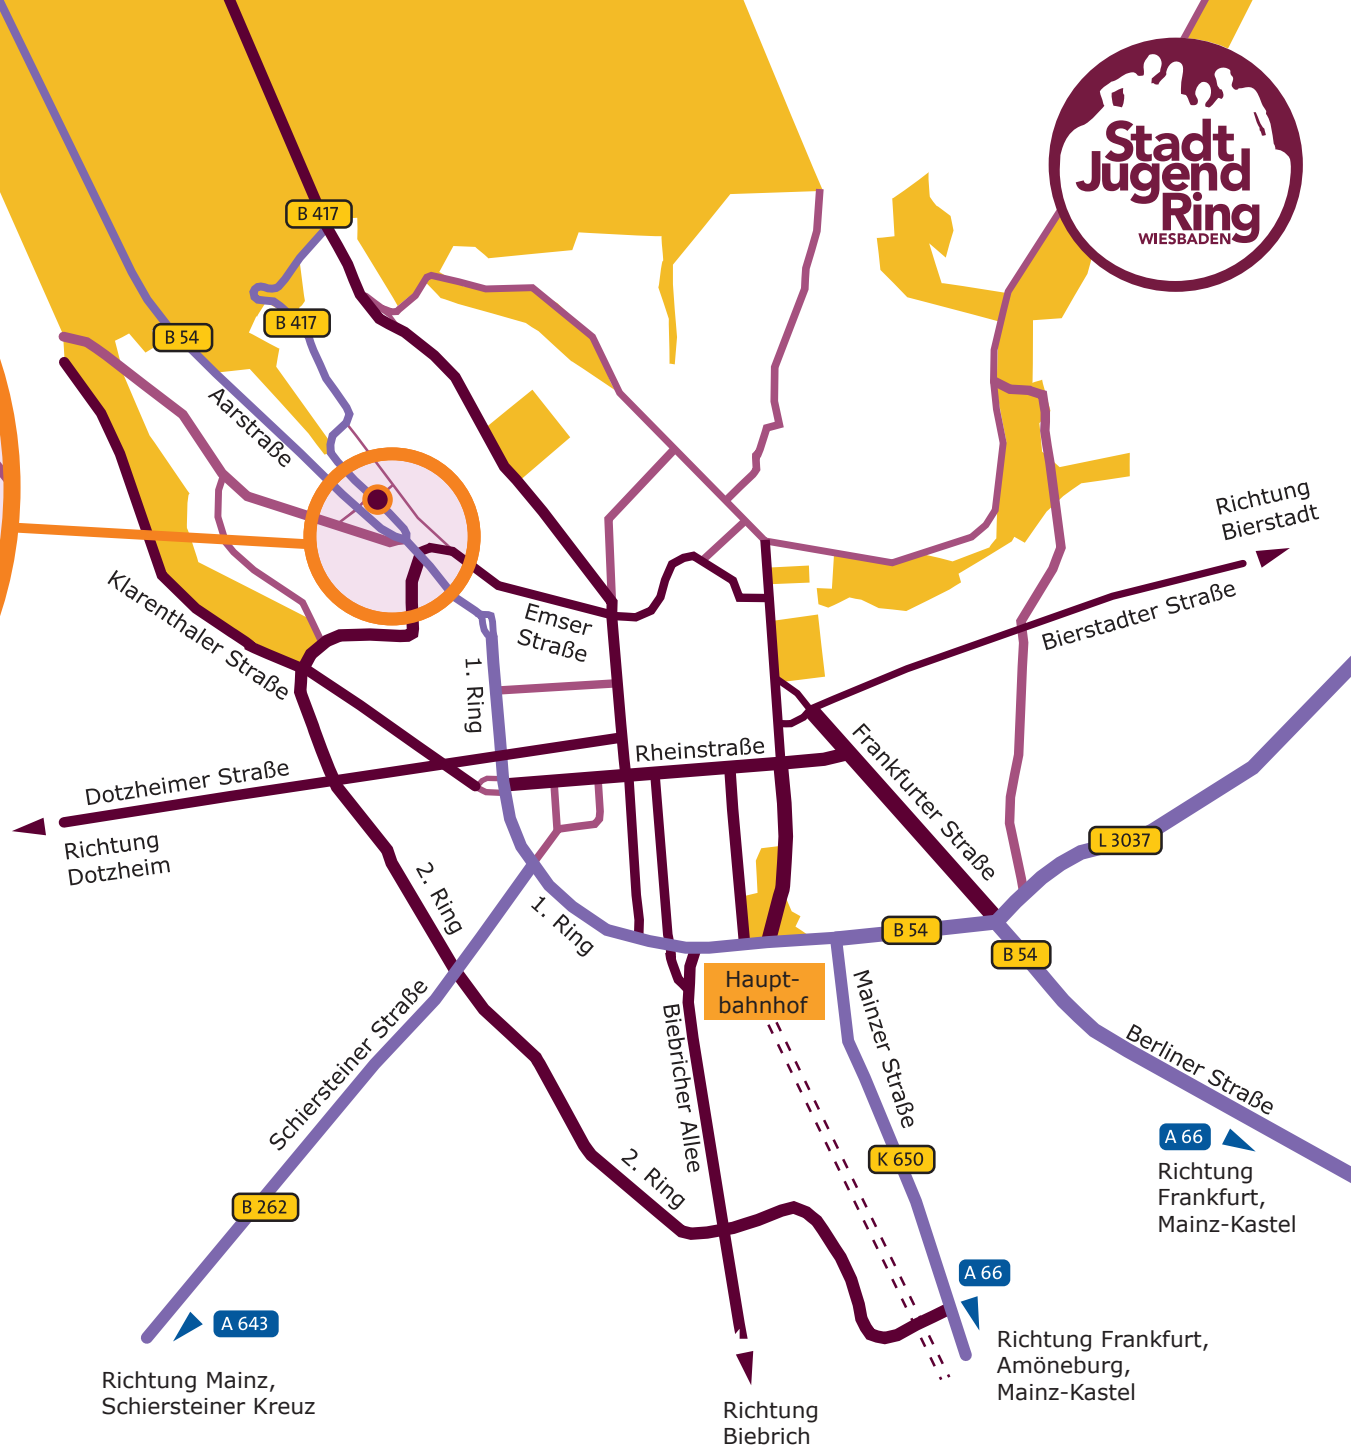 Stadt
Jugend
Ring
WIESBADEN
B 417
B 417
B 54
Aarstraße
Richtung
Bierstadt
Klarenthaler Straße
Emser
Straße
Bierstadter Straße
1. Ring
Rheinstraße
Frankfurter Straße
Dotzheimer Straße
Richtung
Dotzheim
L 3037
2. Ring
1. Ring
B 54
B 54
Haupt-
bahnhof
Schiersteiner Straße
Biebricher Allee
Mainzer Straße
Berliner Straße
A 66
Richtung
Frankfurt,
Mainz-Kastel
K 650
2. Ring
B 262
A 66
A 643
Richtung Frankfurt,
Amöneburg,
Mainz-Kastel
Richtung Mainz,
Schiersteiner Kreuz
Richtung
Biebrich